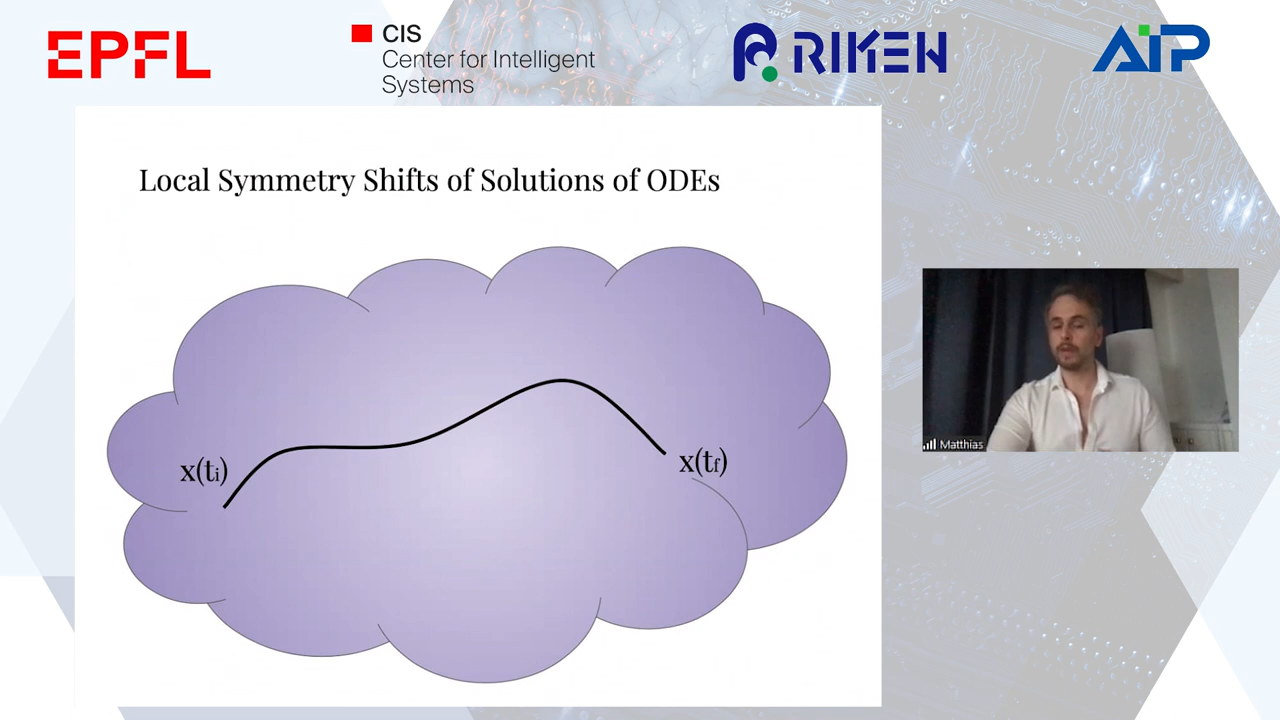 EPFL
CIS
Center for Intelligent
Systems
RIKEN
AIP
Local Symmetry Shifts of Solutions of ODEs
x(ti)
x(tf)
Matthias